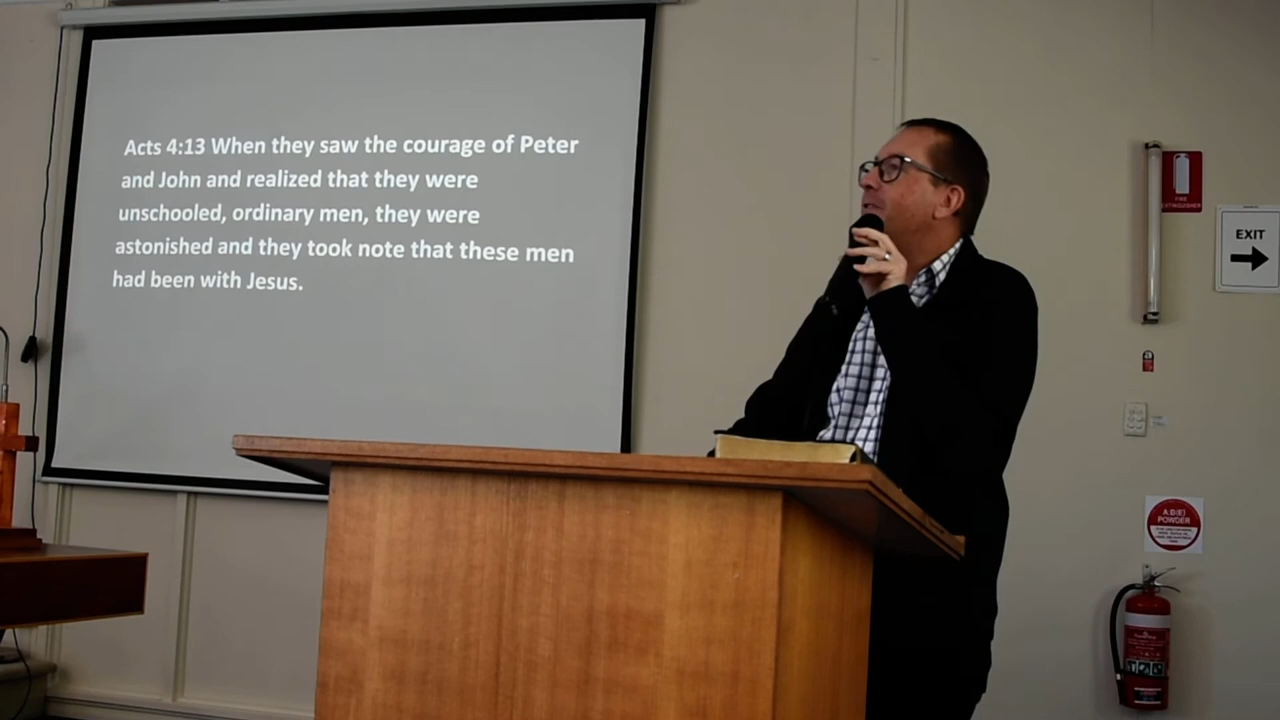 Acts 4:13 When they saw the courage of Peter
and John and realized that they were
unschooled, ordinary men, they were
astonished and they took note that these men
had been with Jesus.
FIRE
EXTINGUISHER
EXIT
A:B(E)
POWDER